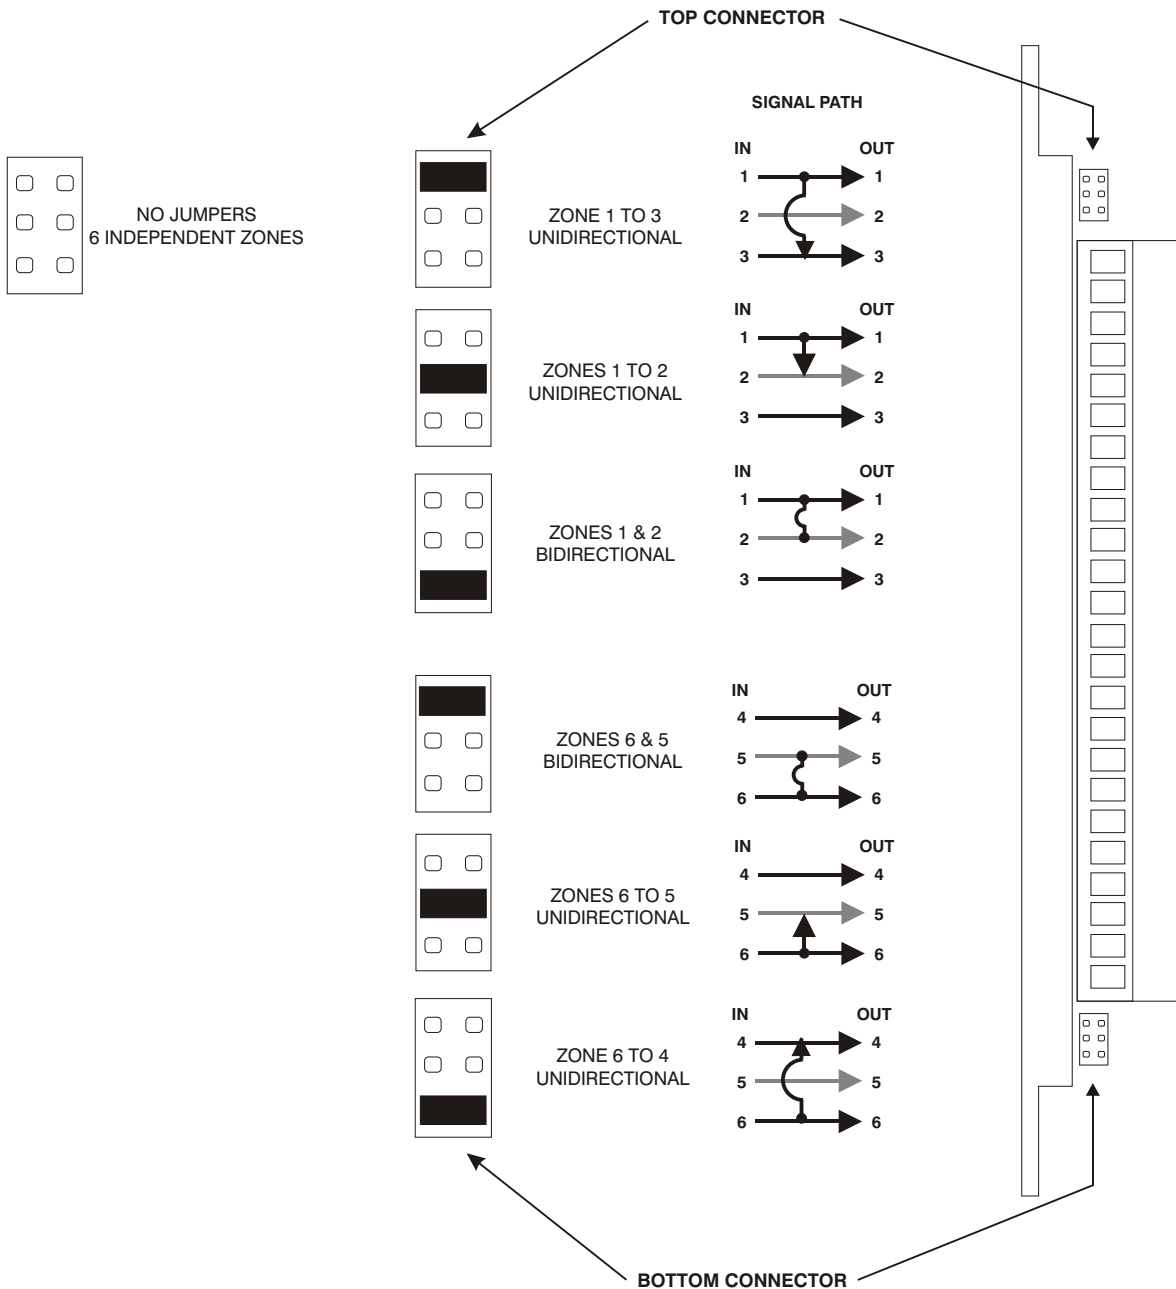 TOP CONNECTOR
SIGNAL PATH
NO JUMPERS
6 INDEPENDENT ZONES
ZONE 1 TO 3
UNIDIRECTIONAL
IN OUT
1 1
2 2
3 3
ZONES 1 TO 2
UNIDIRECTIONAL
IN OUT
1 1
2 2
3 3
ZONES 1 & 2
BIDIRECTIONAL
IN OUT
1 1
2 2
3 3
ZONES 6 & 5
BIDIRECTIONAL
IN OUT
4 4
5 5
6 6
ZONES 6 TO 5
UNIDIRECTIONAL
IN OUT
4 4
5 5
6 6
ZONE 6 TO 4
UNIDIRECTIONAL
IN OUT
4 4
5 5
6 6
BOTTOM CONNECTOR